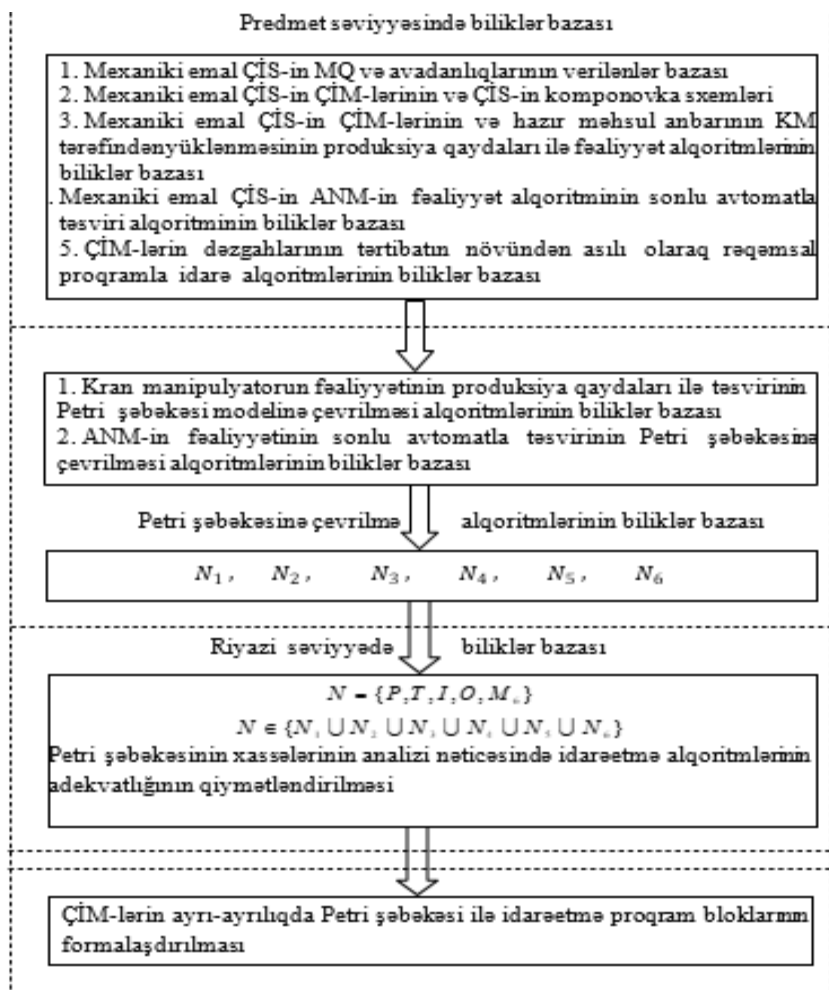 Predmet səviyyəsində biliklər bazası
1. Mexaniki emal ÇİS-in MQ və avadanlıqlarının verilənlər bazası
2. Mexaniki emal ÇİS-in ÇİM-lərinin və ÇİS-in komponovka sxemləri
3. Mexaniki emal ÇİS-in ÇİM-lərinin və hazır məhsul anbarının KM
tərəfindənyüklənməsinin produksiya qaydaları ilə fəaliyyət alqoritmlərinin
biliklər bazası
. Mexaniki emal ÇİS-in ANM-in fəaliyyət alqoritminin sonlu avtomatla
təsviri alqoritminin biliklər bazası
5. ÇİM-lərin dəzgahlarının tərtibatın növündən asılı olaraq rəqəmsal
proqramla idarə alqoritmlərinin biliklər bazası
1. Kran manipulyatorun fəaliyyətinin produksiya qaydaları ilə təsvirinin
Petri şəbəkəsi modelinə çevrilməsi alqoritmlərinin biliklər bazası
2. ANM-in fəaliyyətinin sonlu avtomatla təsvirinin Petri şəbəkəsinə
çevrilməsi alqoritmlərinin biliklər bazası
Petri şəbəkəsinə çevrilmə alqoritmlərinin biliklər bazası
N₁, N₂, N₃, N₄, N₅, N₆
Riyazi səviyyədə biliklər bazası
N = {P,T,I,O,Mₒ}
N ∈ {N₁ ∪ N₂ ∪ N₃ ∪ N₄ ∪ N₅ ∪ N₆}
Petri şəbəkəsinin xassələrinin analizi nəticəsində idarəetmə alqoritmlərinin
adekvatlığının qiymətləndirilməsi
ÇİM-lərin ayrı-ayrılıqda Petri şəbəkəsi ilə idarəetmə proqram bloklarının
formalaşdırılması